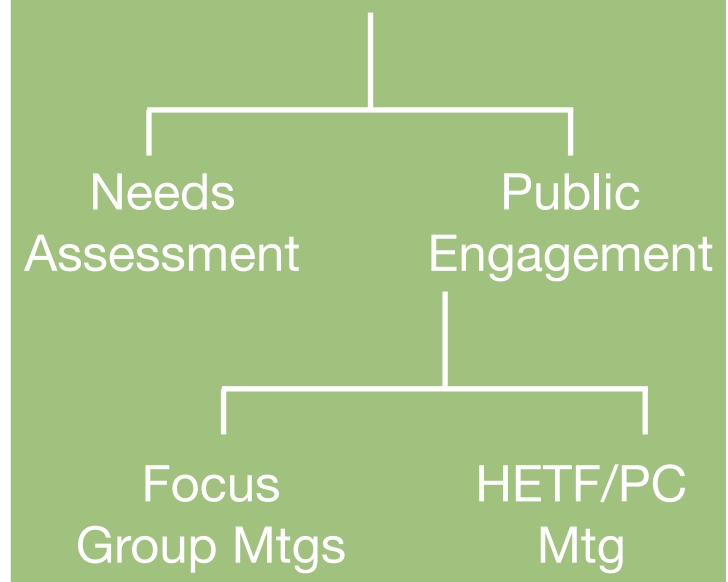 Needs
Assessment
Public
Engagement
Focus
Group Mtgs
HETF/PC
Mtg